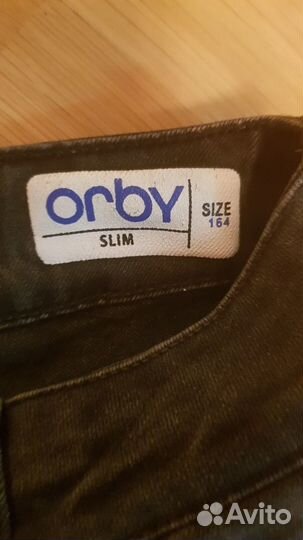 orby
SLIM
SIZE
164
Avito